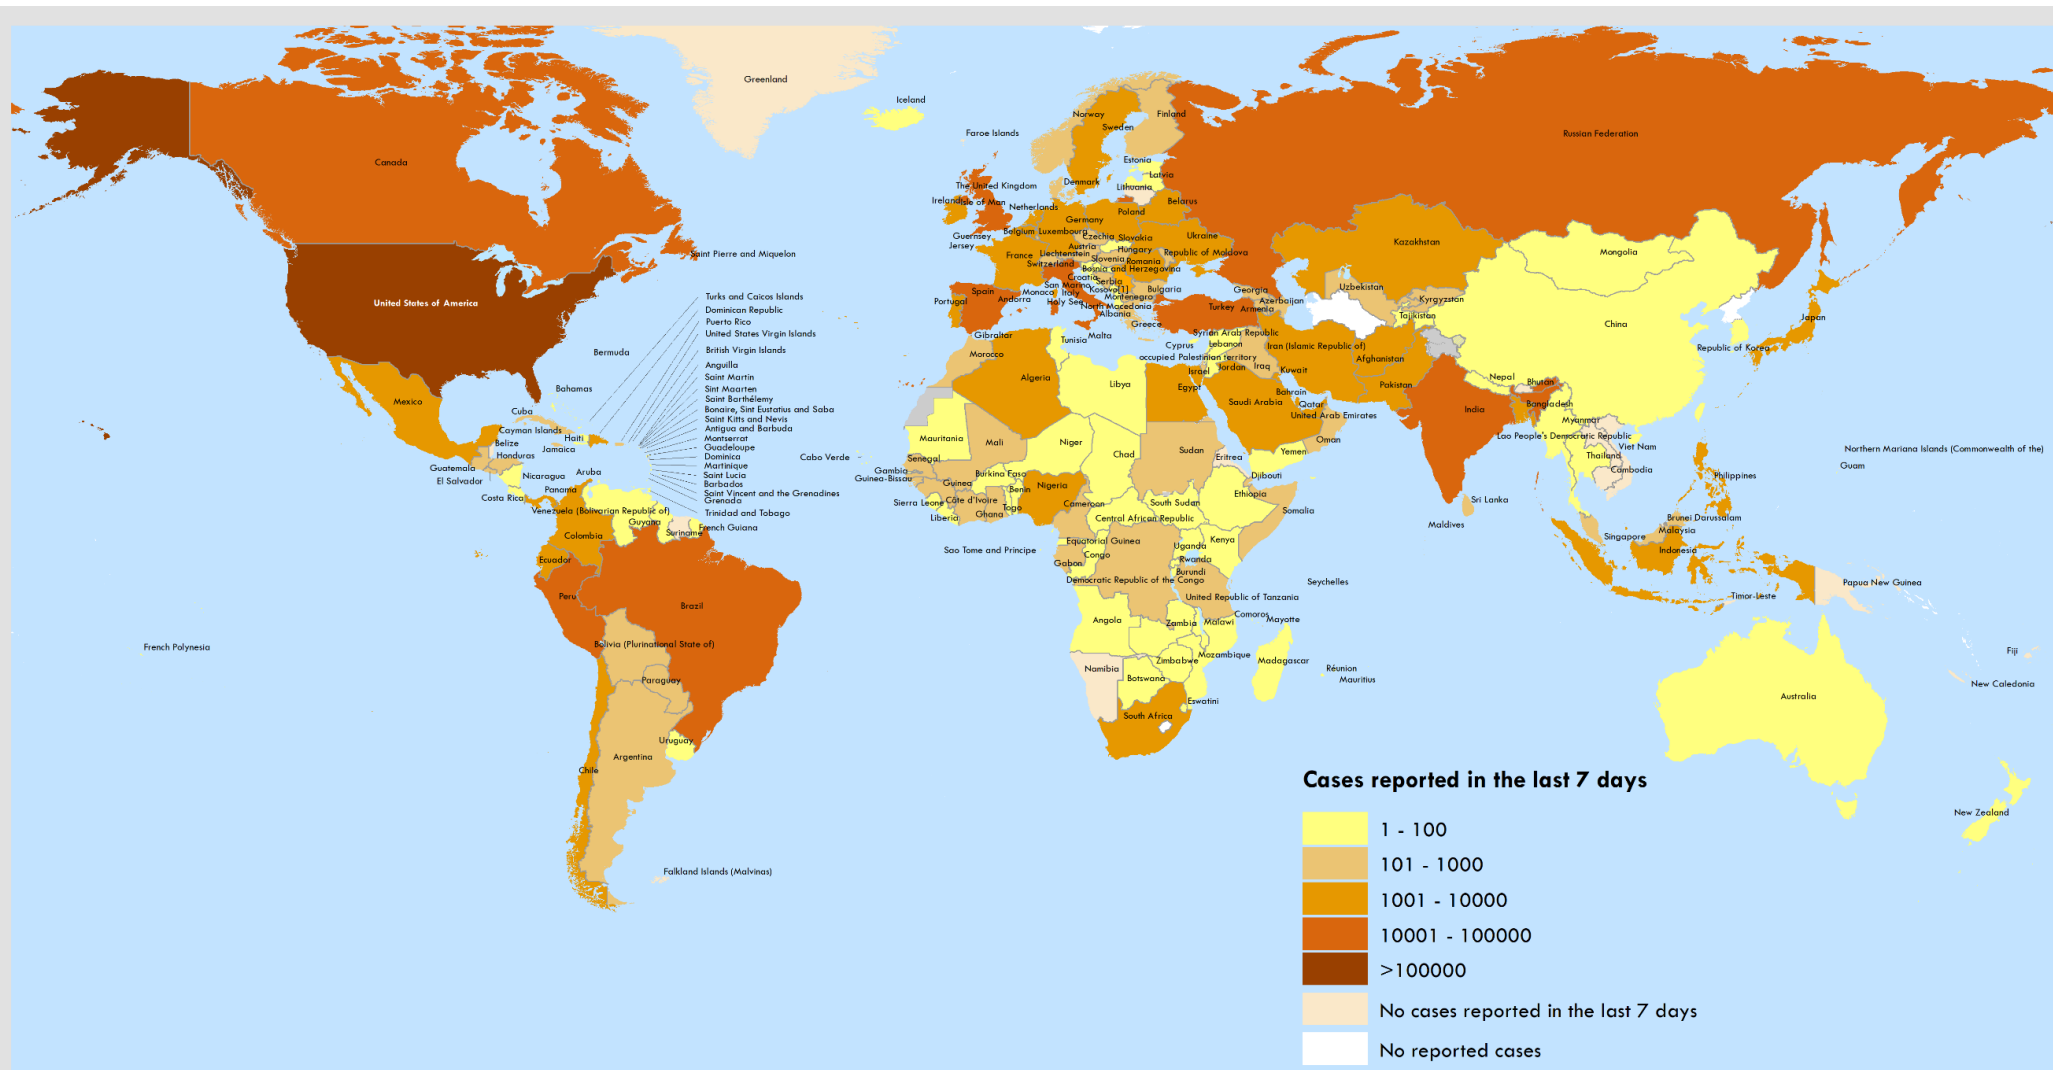 Greenland
Iceland
Norway
Finland
Sweden
Faroe Islands
Russian Federation
Canada
Estonia
Latvia
Denmark
Lithuania
The United Kingdom
Ireland
Isle of Man
Netherlands
Poland
Belarus
Germany
Guernsey
Jersey
Belgium
Luxembourg
Czechia
Slovakia
Ukraine
Kazakhstan
Mongolia
Saint Pierre and Miquelon
France
Austria
Hungary
Republic of Moldova
Liechtenstein
Switzerland
Slovenia
Romania
Bosnia and Herzegovina
Croatia
San Marino
Serbia
United States of America
Portugal
Spain
Andorra
Monaco
Italy
Kosovo[1]
Bulgaria
Georgia
Uzbekistan
Holy See
Montenegro
North Macedonia
Albania
Turkey
Armenia
Azerbaijan
Kyrgyzstan
Tajikistan
China
Japan
Greece
Turks and Caicos Islands
Dominican Republic
Puerto Rico
United States Virgin Islands
British Virgin Islands
Anguilla
Saint Martin
Sint Maarten
Saint Barthélemy
Bonaire, Sint Eustatius and Saba
Saint Kitts and Nevis
Antigua and Barbuda
Montserrat
Guadeloupe
Dominica
Martinique
Saint Lucia
Barbados
Saint Vincent and the Grenadines
Grenada
Trinidad and Tobago
Gibraltar
Tunisia
Malta
Cyprus
Syrian Arab Republic
Lebanon
Iran (Islamic Republic of)
Republic of Korea
Bermuda
Morocco
occupied Palestinian territory
Israel
Jordan
Iraq
Kuwait
Afghanistan
Algeria
Libya
Egypt
Pakistan
Nepal
Bhutan
Bahamas
Mexico
Bahrain
Saudi Arabia
Qatar
United Arab Emirates
India
Bangladesh
Myanmar
Cuba
Cayman Islands
Haiti
Belize
Jamaica
Honduras
Mauritania
Mali
Niger
Chad
Sudan
Oman
Yemen
Lao People's Democratic Republic
Viet Nam
Northern Mariana Islands (Commonwealth of the)
Guam
Cabo Verde
Senegal
Eritrea
Thailand
Cambodia
Philippines
Guatemala
El Salvador
Nicaragua
Aruba
Costa Rica
Panama
Gambia
Guinea-Bissau
Guinea
Burkina Faso
Benin
Nigeria
Djibouti
Ethiopia
Sri Lanka
Sierra Leone
Côte d'Ivoire
Liberia
Ghana
Togo
Cameroon
South Sudan
Central African Republic
Somalia
Maldives
Brunei Darussalam
Malaysia
Singapore
Indonesia
Venezuela (Bolivarian Republic of)
Guyana
French Guiana
Suriname
Colombia
Ecuador
Sao Tome and Principe
Equatorial Guinea
Congo
Gabon
Uganda
Kenya
Rwanda
Burundi
Democratic Republic of the Congo
United Republic of Tanzania
Seychelles
Papua New Guinea
Timor-Leste
Peru
Brazil
Angola
Zambia
Malawi
Comoros
Mayotte
French Polynesia
Bolivia (Plurinational State of)
Mozambique
Zimbabwe
Madagascar
Réunion
Mauritius
Fiji
New Caledonia
Paraguay
Namibia
Botswana
Eswatini
South Africa
Australia
Uruguay
Argentina
Chile
New Zealand
Falkland Islands (Malvinas)
Cases reported in the last 7 days
1 - 100
101 - 1000
1001 - 10000
10001 - 100000
>100000
No cases reported in the last 7 days
No reported cases